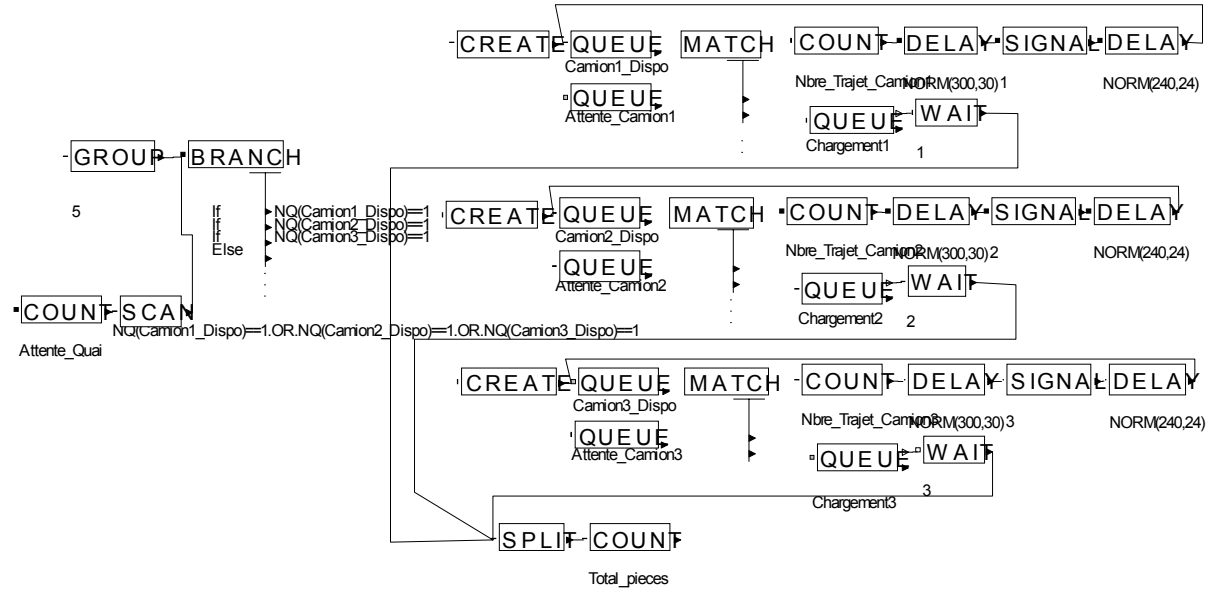 CREATE QUEUE MATCH COUNT DELAY SIGNAL DELAY
Camion1_Dispo
Nbre_Trajet_Camion1 NORM(300,30) 1 NORM(240,24)
QUEUE
Attente_Camion1
QUEUE WAIT
Chargement1 1
GROUP BRANCH
5
If NQ(Camion1_Dispo)==1
If NQ(Camion2_Dispo)==1
If NQ(Camion3_Dispo)==1
Else
CREATE QUEUE MATCH COUNT DELAY SIGNAL DELAY
Camion2_Dispo
Nbre_Trajet_Camion2 NORM(300,30) 2 NORM(240,24)
QUEUE
Attente_Camion2
QUEUE WAIT
Chargement2 2
COUNT SCAN
NQ(Camion1_Dispo)==1.OR.NQ(Camion2_Dispo)==1.OR.NQ(Camion3_Dispo)==1
Attente_Quai
CREATE QUEUE MATCH COUNT DELAY SIGNAL DELAY
Camion3_Dispo
Nbre_Trajet_Camion3 NORM(300,30) 3 NORM(240,24)
QUEUE
Attente_Camion3
QUEUE WAIT
Chargement3 3
SPLIT COUNT
Total_pieces